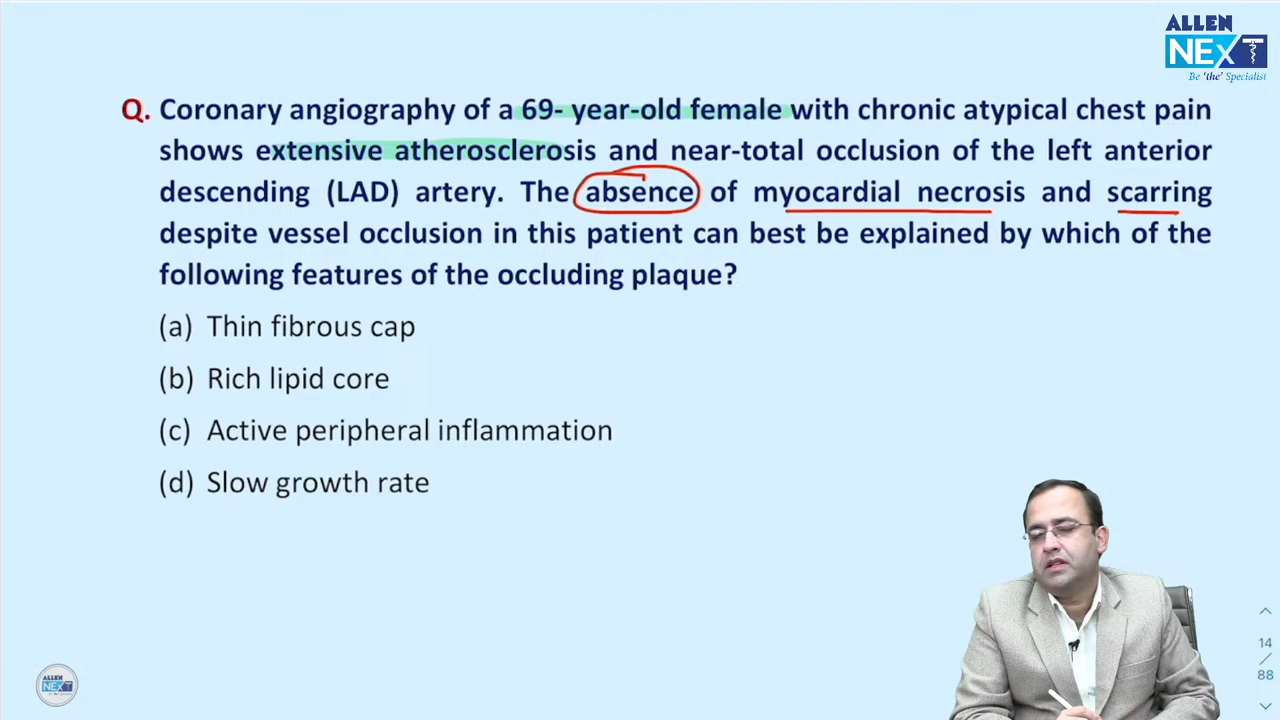 ALLEN
NEXT
Be 'the' Specialist
Q. Coronary angiography of a 69- year-old female with chronic atypical chest pain
shows extensive atherosclerosis and near-total occlusion of the left anterior
descending (LAD) artery. The absence of myocardial necrosis and scarring
despite vessel occlusion in this patient can best be explained by which of the
following features of the occluding plaque?
(a) Thin fibrous cap
(b) Rich lipid core
(c) Active peripheral inflammation
(d) Slow growth rate
14
/
88
ALLEN
NEXT